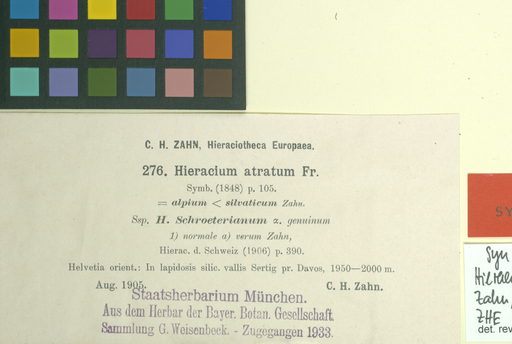 C. H. ZAHN, Hieraciotheca Europaea.
276. Hieracium atratum Fr.
Symb. (1848) p. 105.
= alpium < silvaticum Zahn.
Ssp. H. Schroeterianum z. genuinum
1) normale a) verum Zahn,
Hierac. d. Schweiz (1906) p. 390.
Helvetia orient.: In lapidosis silic. vallis Sertig pr. Davos, 1950—2000 m.
Aug. 1905. C. H. Zahn.
Staatsherbarium München.
Aus dem Herbar der Bayer. Botan. Gesellschaft.
Sammlung G. Weisenbeck. - Zugegangen 1933.
SY
Syn
Hierac
Zahn,
ZHE
det. rev